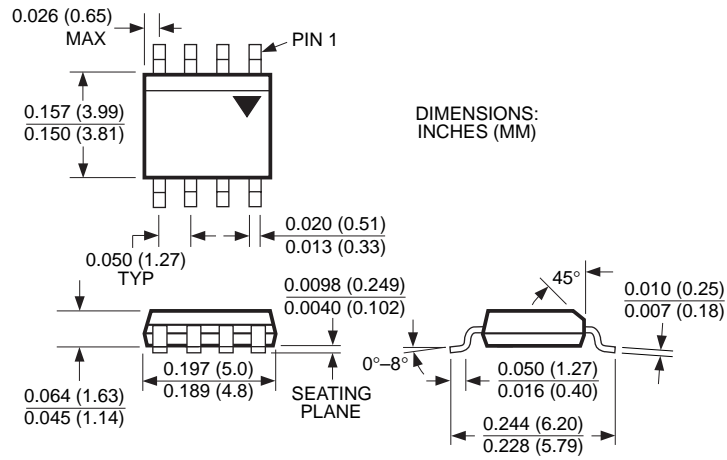 0.026 (0.65)
MAX
PIN 1
0.157 (3.99)
0.150 (3.81)
DIMENSIONS:
INCHES (MM)
0.020 (0.51)
0.013 (0.33)
0.050 (1.27)
TYP
0.0098 (0.249)
0.0040 (0.102)
45°
0.010 (0.25)
0.007 (0.18)
0°–8°
0.064 (1.63)
0.045 (1.14)
0.197 (5.0)
0.189 (4.8)
SEATING
PLANE
0.050 (1.27)
0.016 (0.40)
0.244 (6.20)
0.228 (5.79)